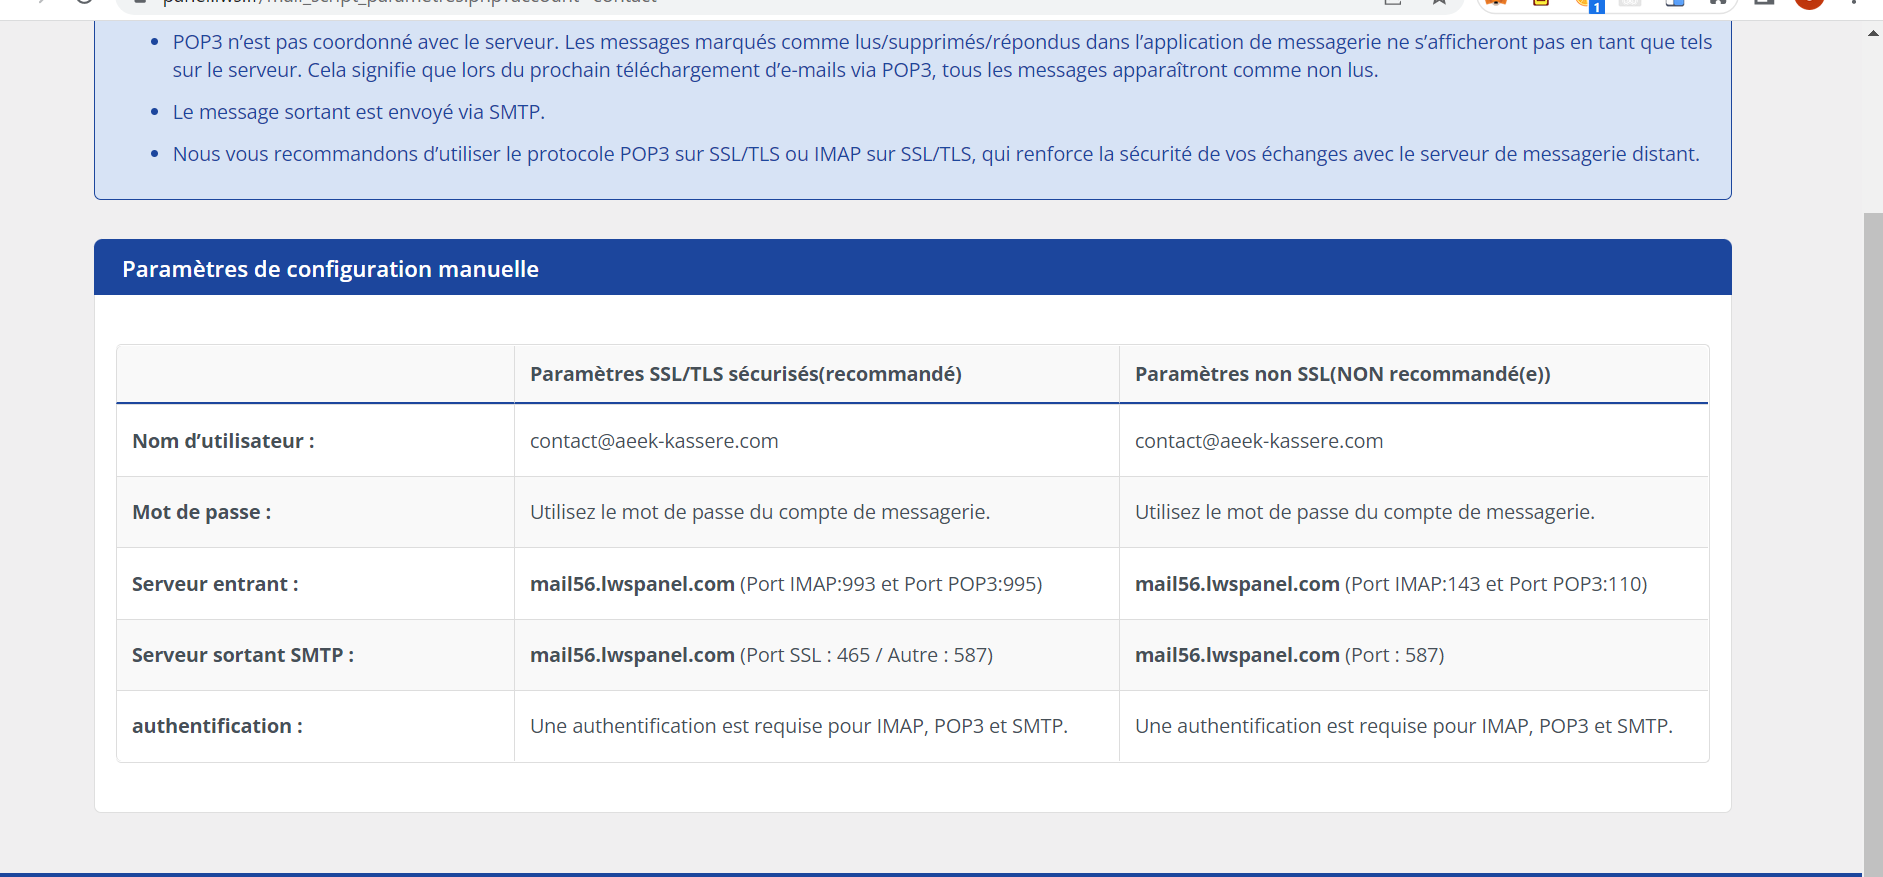 POP3 n’est pas coordonné avec le serveur. Les messages marqués comme lus/supprimés/répondus dans l’application de messagerie ne s’afficheront pas en tant que tels
sur le serveur. Cela signifie que lors du prochain téléchargement d’e-mails via POP3, tous les messages apparaîtront comme non lus.
Le message sortant est envoyé via SMTP.
Nous vous recommandons d’utiliser le protocole POP3 sur SSL/TLS ou IMAP sur SSL/TLS, qui renforce la sécurité de vos échanges avec le serveur de messagerie distant.
Paramètres de configuration manuelle
Paramètres SSL/TLS sécurisés(recommandé) Paramètres non SSL(NON recommandé(e))
Nom d’utilisateur : contact@aeek-kassere.com contact@aeek-kassere.com
Mot de passe : Utilisez le mot de passe du compte de messagerie. Utilisez le mot de passe du compte de messagerie.
Serveur entrant : mail56.lwspanel.com (Port IMAP:993 et Port POP3:995) mail56.lwspanel.com (Port IMAP:143 et Port POP3:110)
Serveur sortant SMTP : mail56.lwspanel.com (Port SSL : 465 / Autre : 587) mail56.lwspanel.com (Port : 587)
authentification : Une authentification est requise pour IMAP, POP3 et SMTP. Une authentification est requise pour IMAP, POP3 et SMTP.